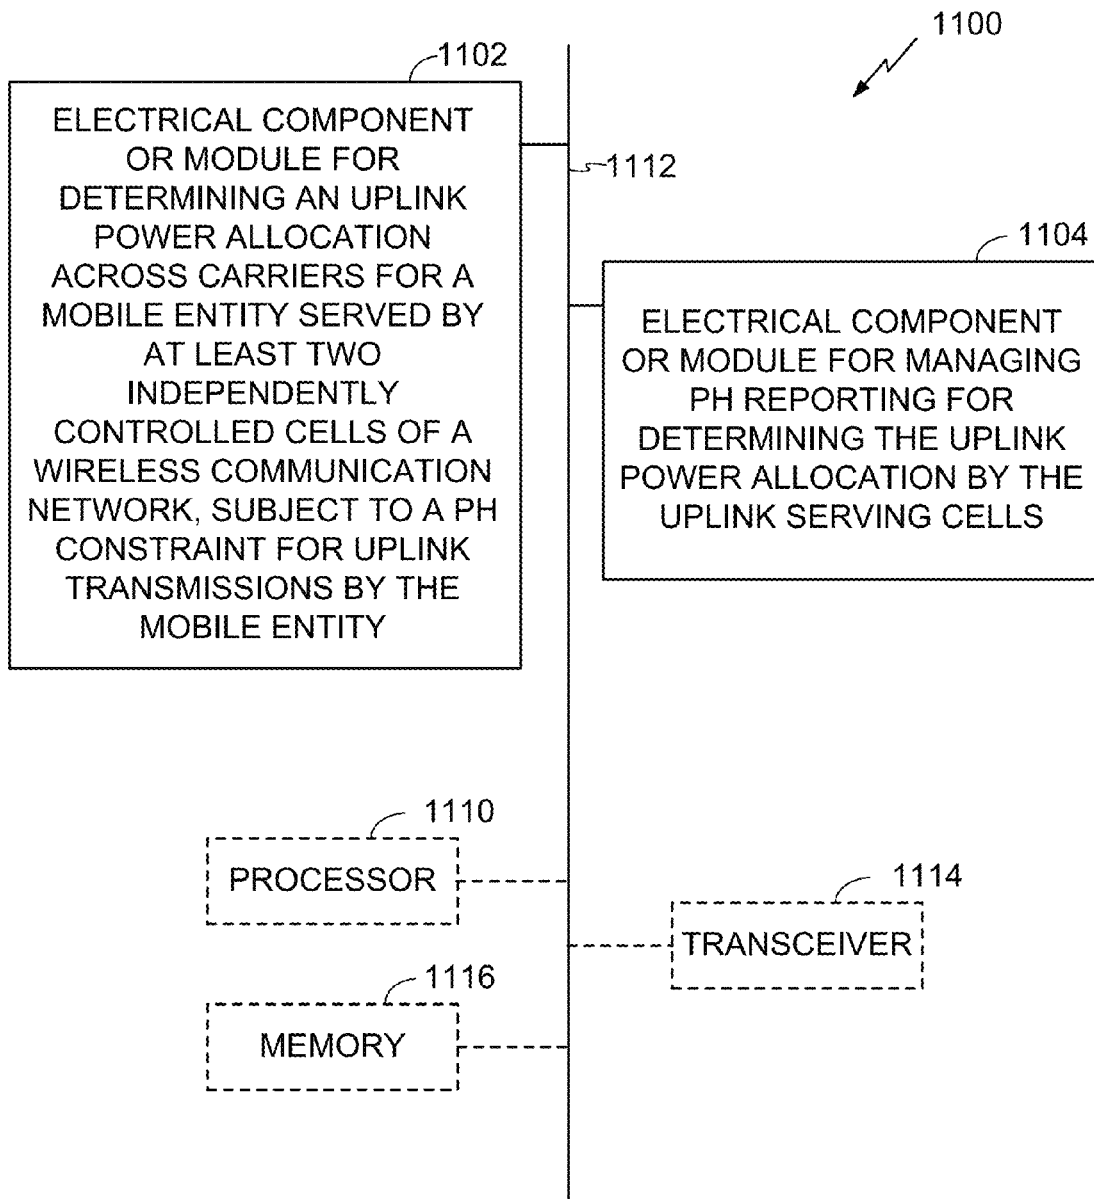 1100
1102
ELECTRICAL COMPONENT
OR MODULE FOR
DETERMINING AN UPLINK
POWER ALLOCATION
ACROSS CARRIERS FOR A
MOBILE ENTITY SERVED BY
AT LEAST TWO
INDEPENDENTLY
CONTROLLED CELLS OF A
WIRELESS COMMUNICATION
NETWORK, SUBJECT TO A PH
CONSTRAINT FOR UPLINK
TRANSMISSIONS BY THE
MOBILE ENTITY
1112
1104
ELECTRICAL COMPONENT
OR MODULE FOR MANAGING
PH REPORTING FOR
DETERMINING THE UPLINK
POWER ALLOCATION BY THE
UPLINK SERVING CELLS
1110
PROCESSOR
1114
TRANSCEIVER
1116
MEMORY